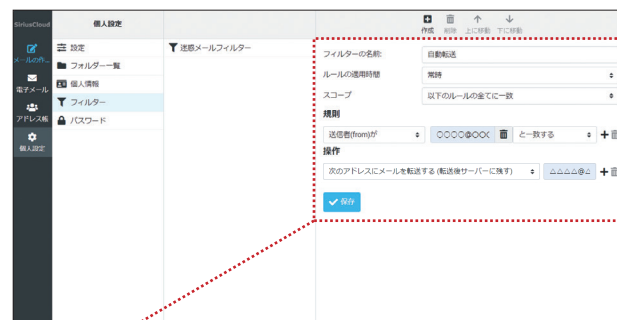 SiriusCloud
個人設定
作成 削除 上に移動 下に移動
メールの作...
電子メール
アドレス帳
個人設定
設定
フォルダー一覧
個人情報
フィルター
パスワード
迷惑メールフィルター
フィルターの名前: 自動転送
ルールの適用時間 常時
スコープ 以下のルールの全てに一致
規則
送信者(from)が 〇〇〇〇@〇〇( と一致する
操作
次のアドレスにメールを転送する (転送後サーバーに残す) △△△△@△
保存